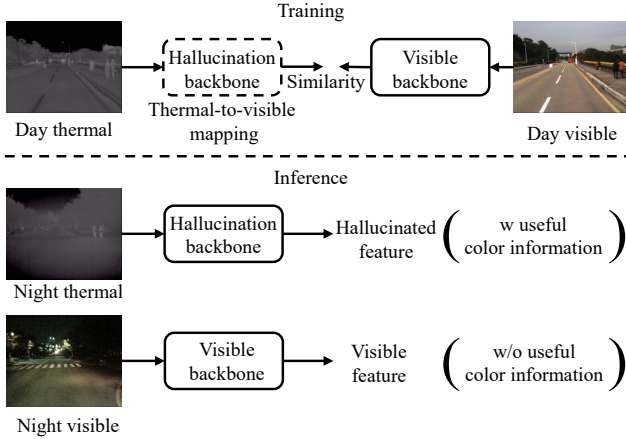 Training
Hallucination
backbone
Similarity
Visible
backbone
Thermal-to-visible
mapping
Day thermal
Day visible
Inference
Hallucination
backbone
Hallucinated
feature
( w useful
color information )
Night thermal
Visible
backbone
Visible
feature
( w/o useful
color information )
Night visible